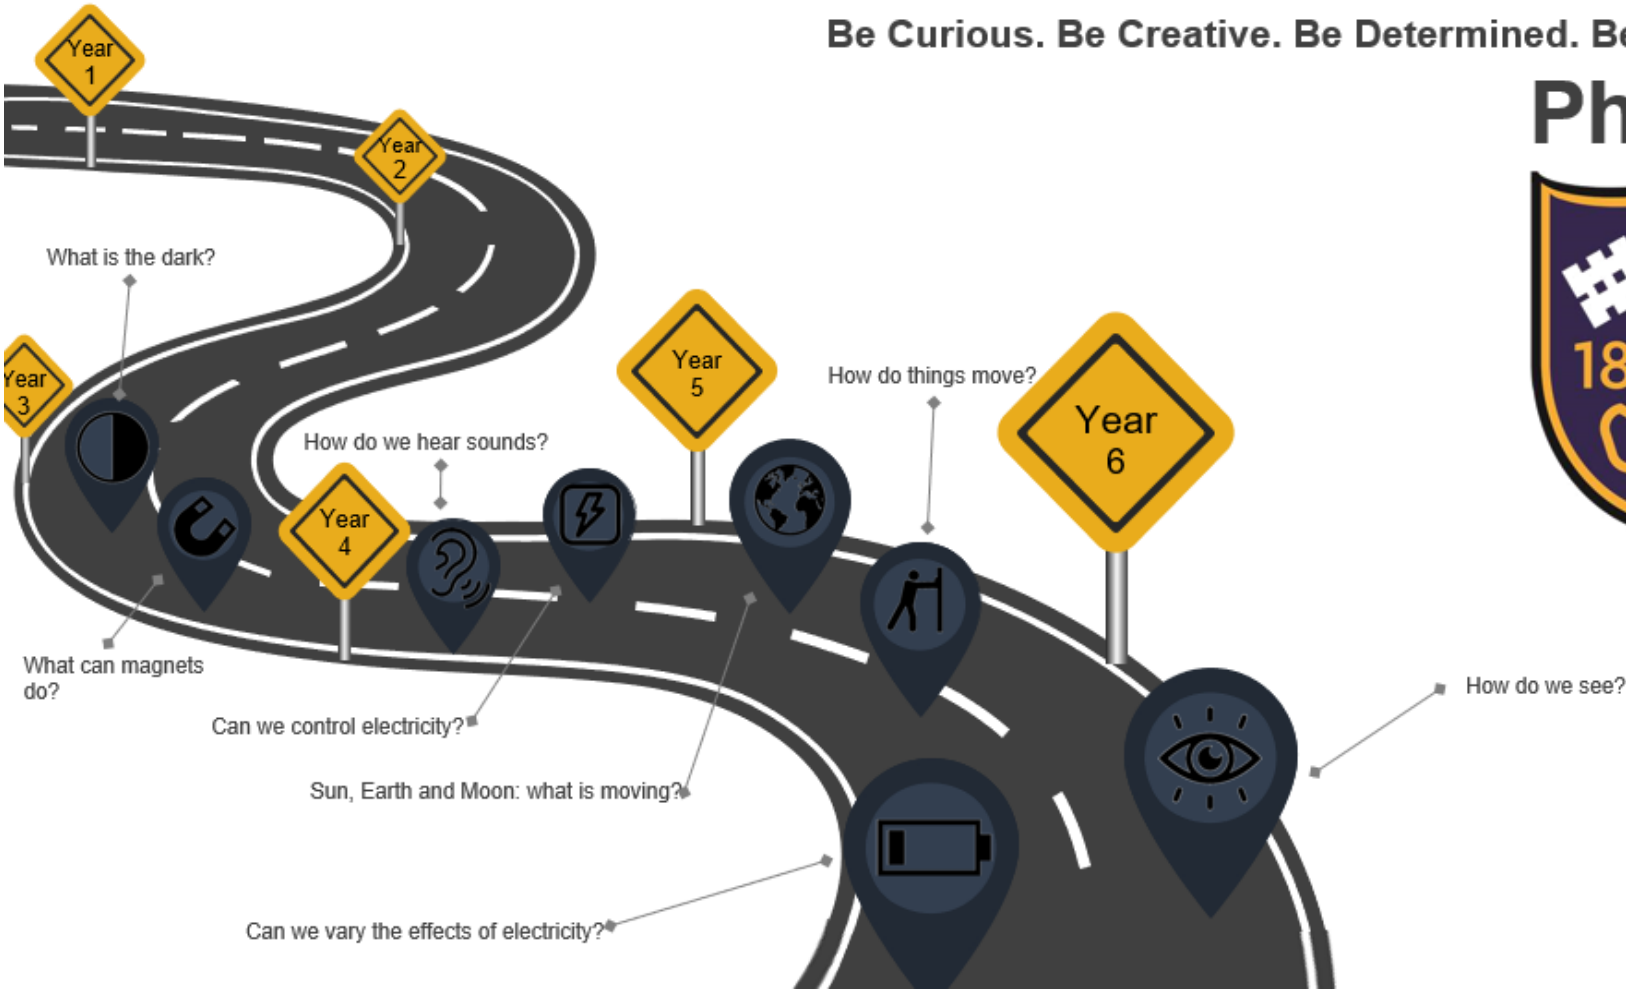 Be Curious. Be Creative. Be Determined.
Year
1
Year
2
What is the dark?
Year
3
Year
5
How do things move?
Year
6
How do we hear sounds?
Year
4
What can magnets
do?
Can we control electricity?
How do we see?
Sun, Earth and Moon: what is moving?
Can we vary the effects of electricity?